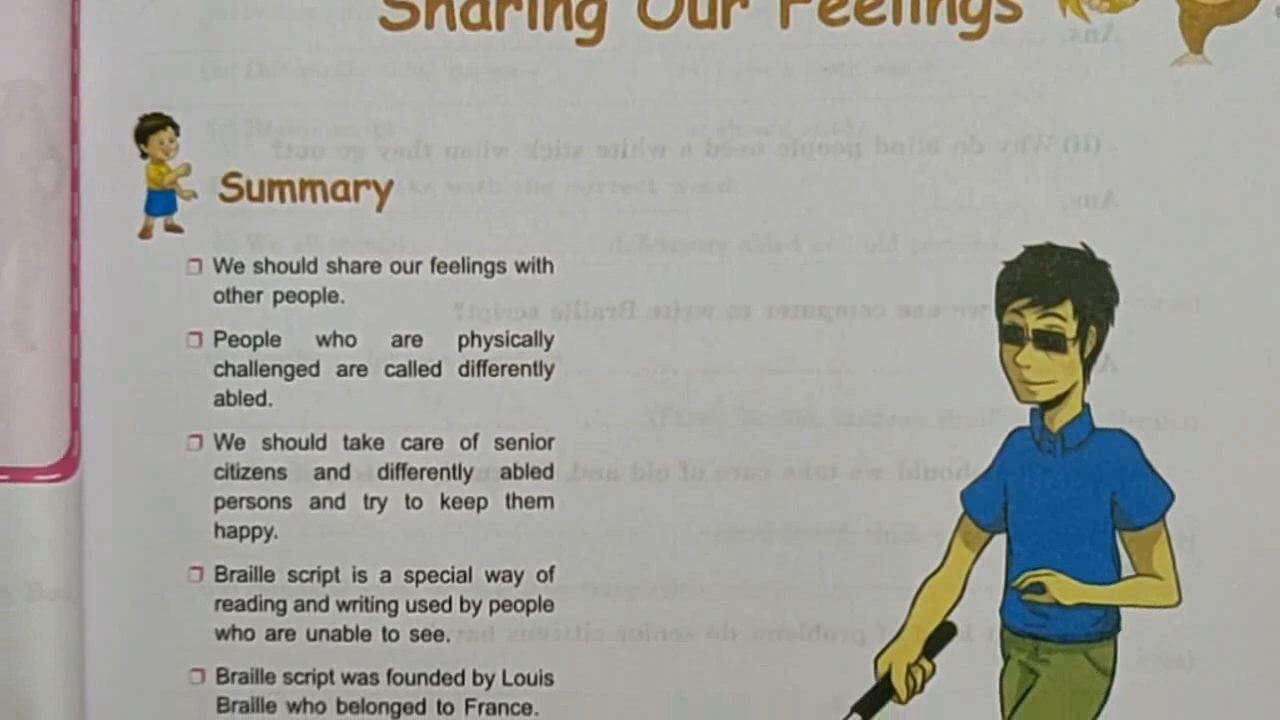 Sharing Our Feelings
Summary
We should share our feelings with
other people.
People who are physically
challenged are called differently
abled.
We should take care of senior
citizens and differently abled
persons and try to keep them
happy.
Braille script is a special way of
reading and writing used by people
who are unable to see.
Braille script was founded by Louis
Braille who belonged to France.